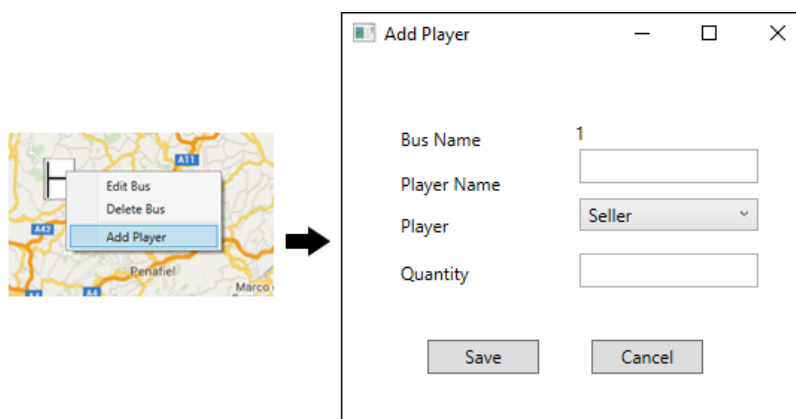 A11
Edit Bus
Delete Bus
A42
Add Player
Penafiel
Marco
A4
A4
Add Player
Bus Name 1
Player Name
Player Seller
Quantity
Save Cancel